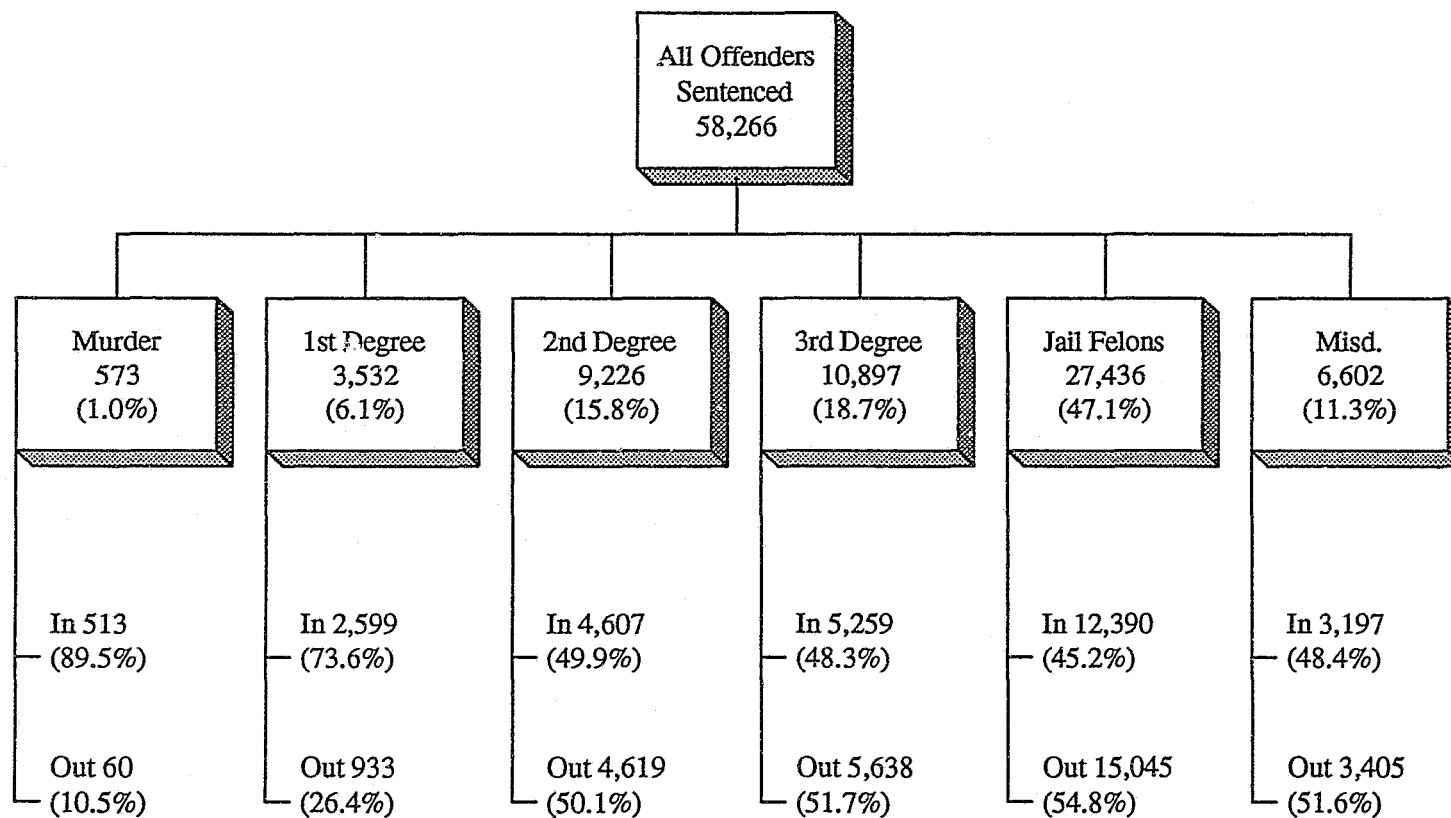 All Offenders
Sentenced
58,266
Murder
573
(1.0%)
1st Degree
3,532
(6.1%)
2nd Degree
9,226
(15.8%)
3rd Degree
10,897
(18.7%)
Jail Felons
27,436
(47.1%)
Misd.
6,602
(11.3%)
In 513
(89.5%)
In 2,599
(73.6%)
In 4,607
(49.9%)
In 5,259
(48.3%)
In 12,390
(45.2%)
In 3,197
(48.4%)
Out 60
(10.5%)
Out 933
(26.4%)
Out 4,619
(50.1%)
Out 5,638
(51.7%)
Out 15,045
(54.8%)
Out 3,405
(51.6%)